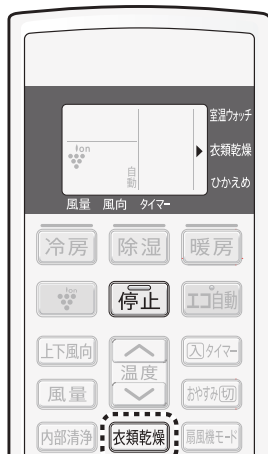 室温ウォッチ
Ion
衣類乾燥
自動
ひかえめ
風量 風向 タイマー
冷房 除湿 暖房
Ion 停止 エコ自動
上下風向 入タイマー
温度
風量 おやすみ切
内部清浄 衣類乾燥 扇風機モード